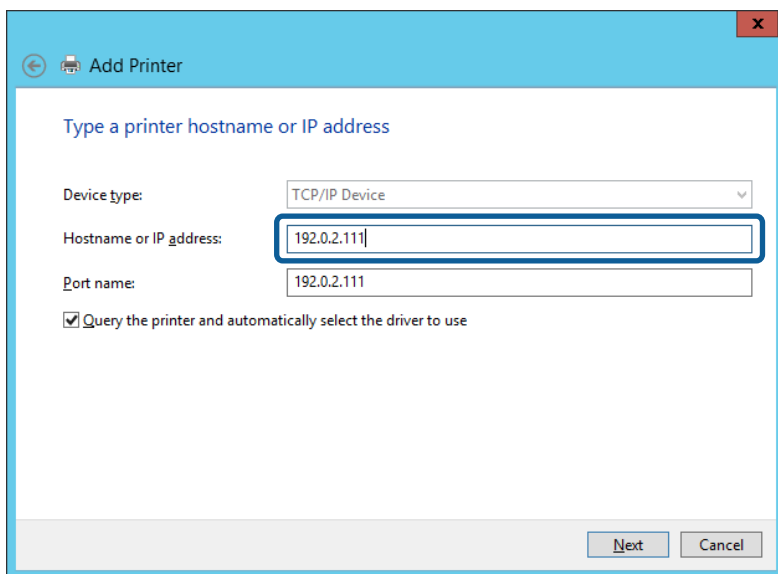 x
Add Printer
Type a printer hostname or IP address
Device type: TCP/IP Device
Hostname or IP address: 192.0.2.111
Port name: 192.0.2.111
Query the printer and automatically select the driver to use
Next Cancel